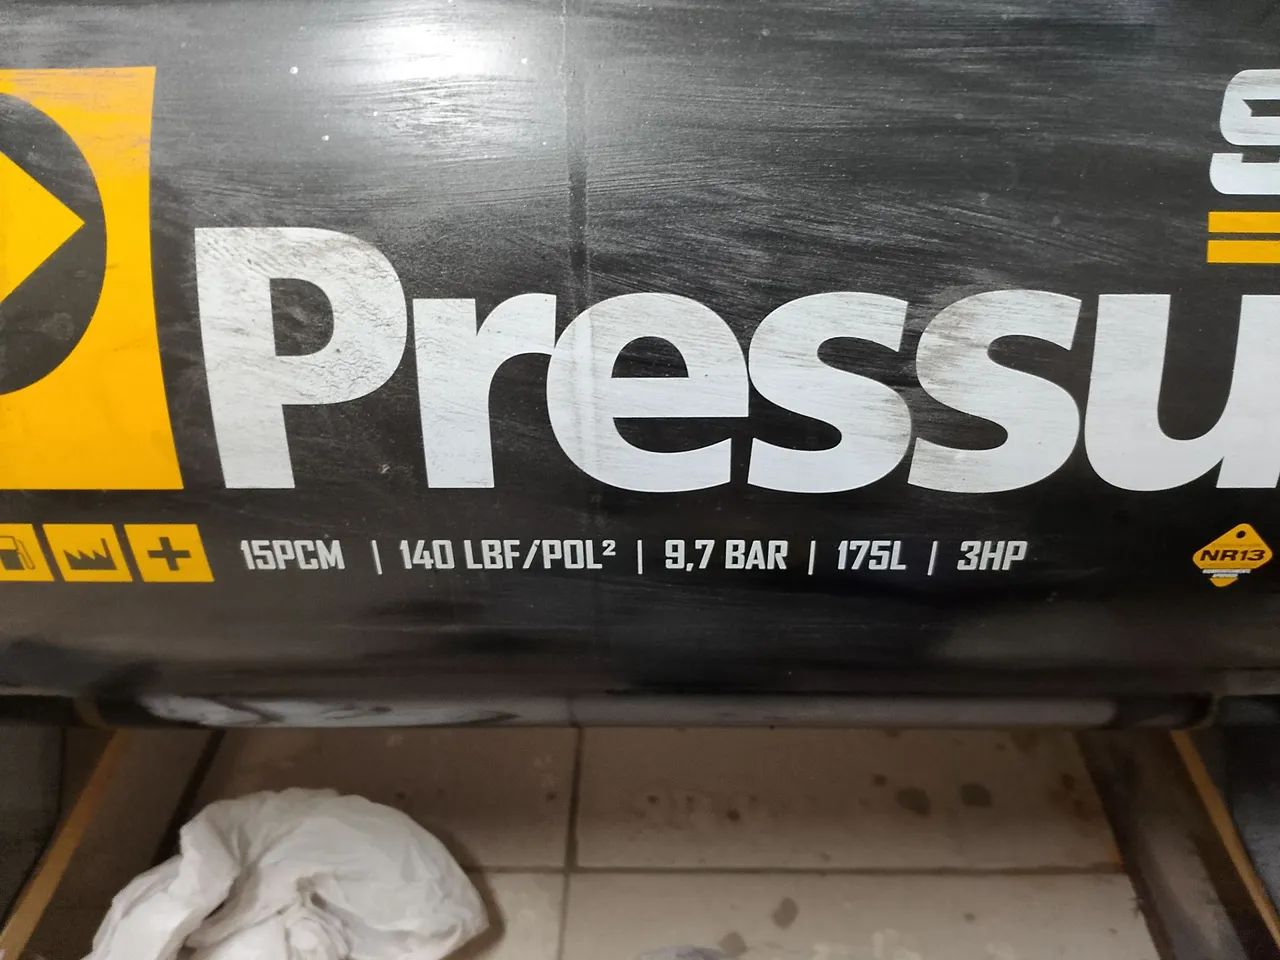 Pressu
15PCM | 140 LBF/POL² | 9,7 BAR | 175L | 3HP
NR13